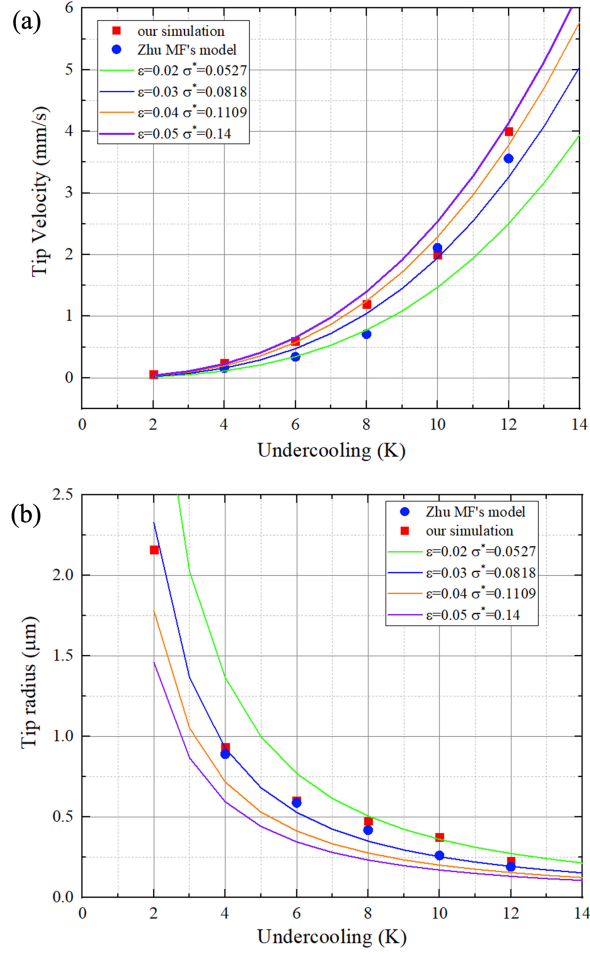 (a)
6
5
4
3
2
1
0
Tip Velocity (mm/s)
our simulation
Zhu MF's model
ε=0.02 σ*=0.0527
ε=0.03 σ*=0.0818
ε=0.04 σ*=0.1109
ε=0.05 σ*=0.14
0 2 4 6 8 10 12 14
Undercooling (K)
(b)
2.5
2.0
1.5
1.0
0.5
0.0
Tip radius (μm)
Zhu MF's model
our simulation
ε=0.02 σ*=0.0527
ε=0.03 σ*=0.0818
ε=0.04 σ*=0.1109
ε=0.05 σ*=0.14
0 2 4 6 8 10 12 14
Undercooling (K)